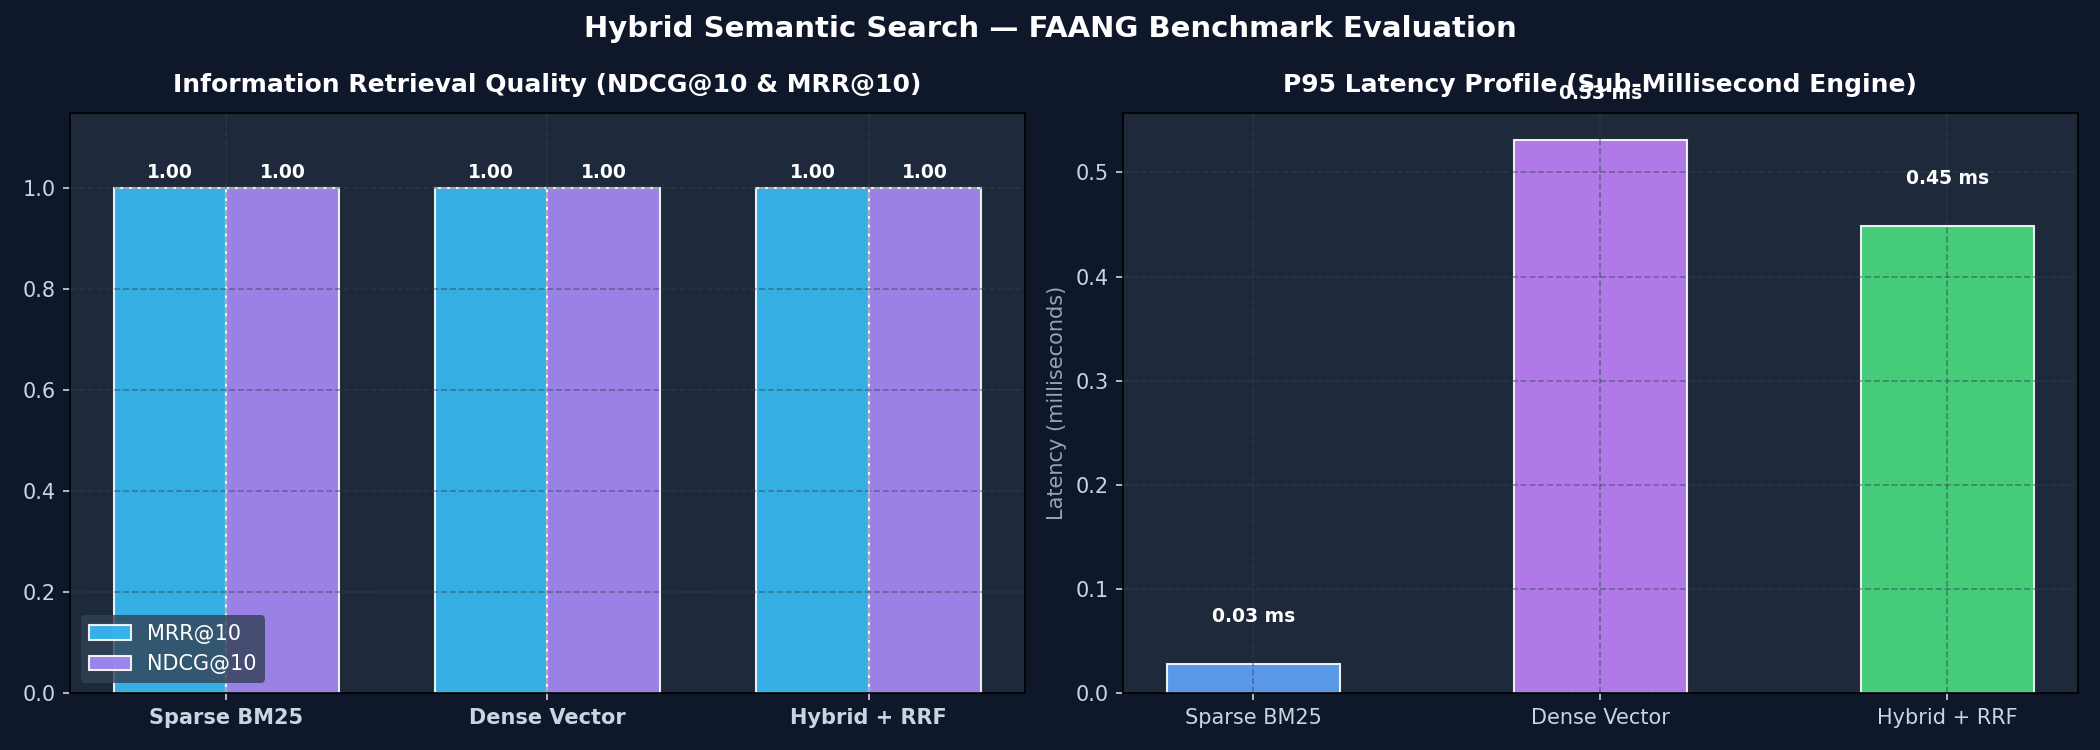 Hybrid Semantic Search — FAANG Benchmark Evaluation
Information Retrieval Quality (NDCG@10 & MRR@10)
1.00 1.00 1.00 1.00 1.00 1.00
1.0
0.8
0.6
0.4
0.2
0.0
MRR@10
NDCG@10
Sparse BM25 Dense Vector Hybrid + RRF
P95 Latency Profile (Sub-Millisecond Engine)
0.53 ms
0.45 ms
0.03 ms
Latency (milliseconds)
0.5
0.4
0.3
0.2
0.1
0.0
Sparse BM25 Dense Vector Hybrid + RRF